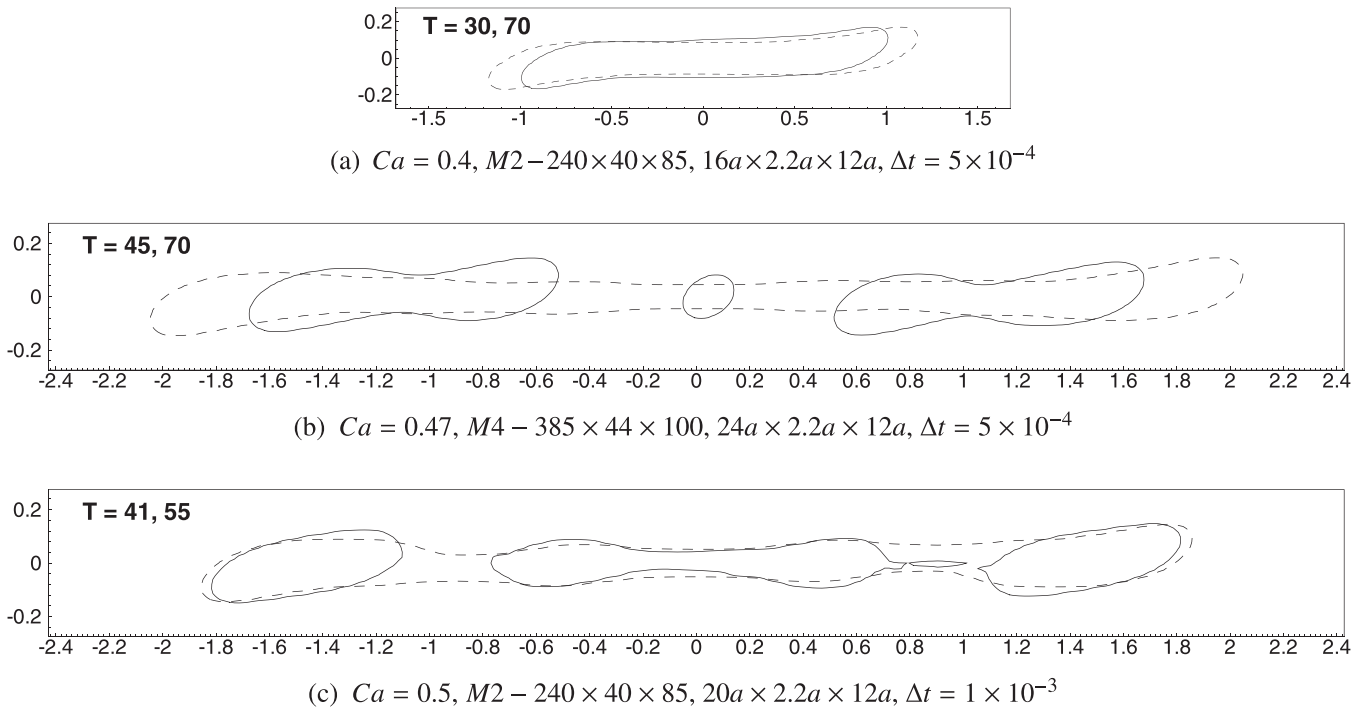 T = 30, 70
0.2
0
-0.2
-1.5 -1 -0.5 0 0.5 1 1.5
(a) Ca = 0.4, M2−240×40×85, 16a×2.2a×12a, Δt = 5×10⁻⁴
T = 45, 70
0.2
0
-0.2
-2.4 -2.2 -2 -1.8 -1.6 -1.4 -1.2 -1 -0.8 -0.6 -0.4 -0.2 0 0.2 0.4 0.6 0.8 1 1.2 1.4 1.6 1.8 2 2.2 2.4
(b) Ca = 0.47, M4 − 385 × 44 × 100, 24a × 2.2a × 12a, Δt = 5 × 10⁻⁴
T = 41, 55
0.2
0
-0.2
-2.4 -2.2 -2 -1.8 -1.6 -1.4 -1.2 -1 -0.8 -0.6 -0.4 -0.2 0 0.2 0.4 0.6 0.8 1 1.2 1.4 1.6 1.8 2 2.2 2.4
(c) Ca = 0.5, M2 − 240 × 40 × 85, 20a × 2.2a × 12a, Δt = 1 × 10⁻³